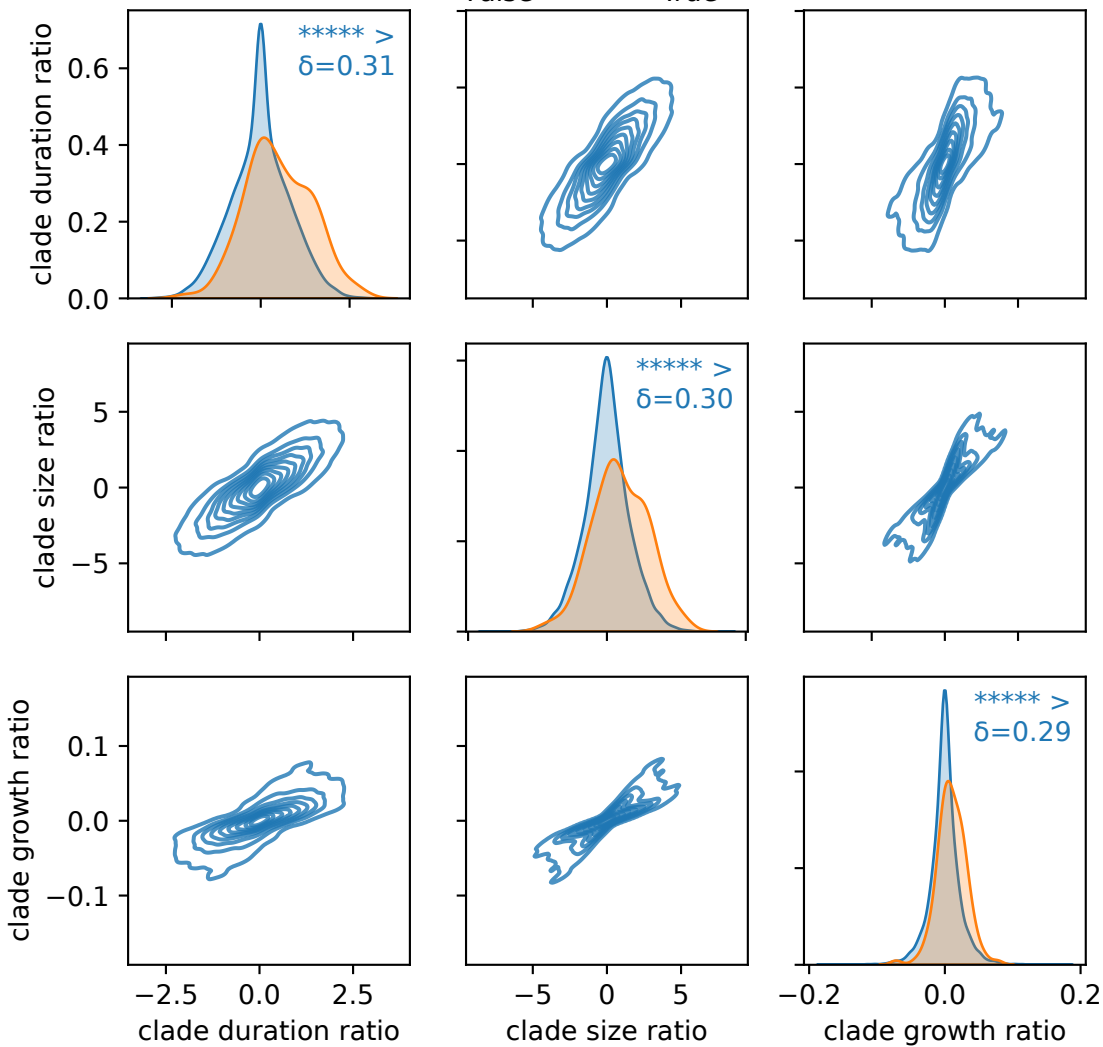 ***** >
δ=0.31
clade duration ratio
0.6
0.4
0.2
0.0
***** >
δ=0.30
clade size ratio
5
0
−5
***** >
δ=0.29
clade growth ratio
0.1
0.0
−0.1
−2.5 0.0 2.5
−5 0 5
−0.2 0.0 0.2
clade duration ratio
clade size ratio
clade growth ratio